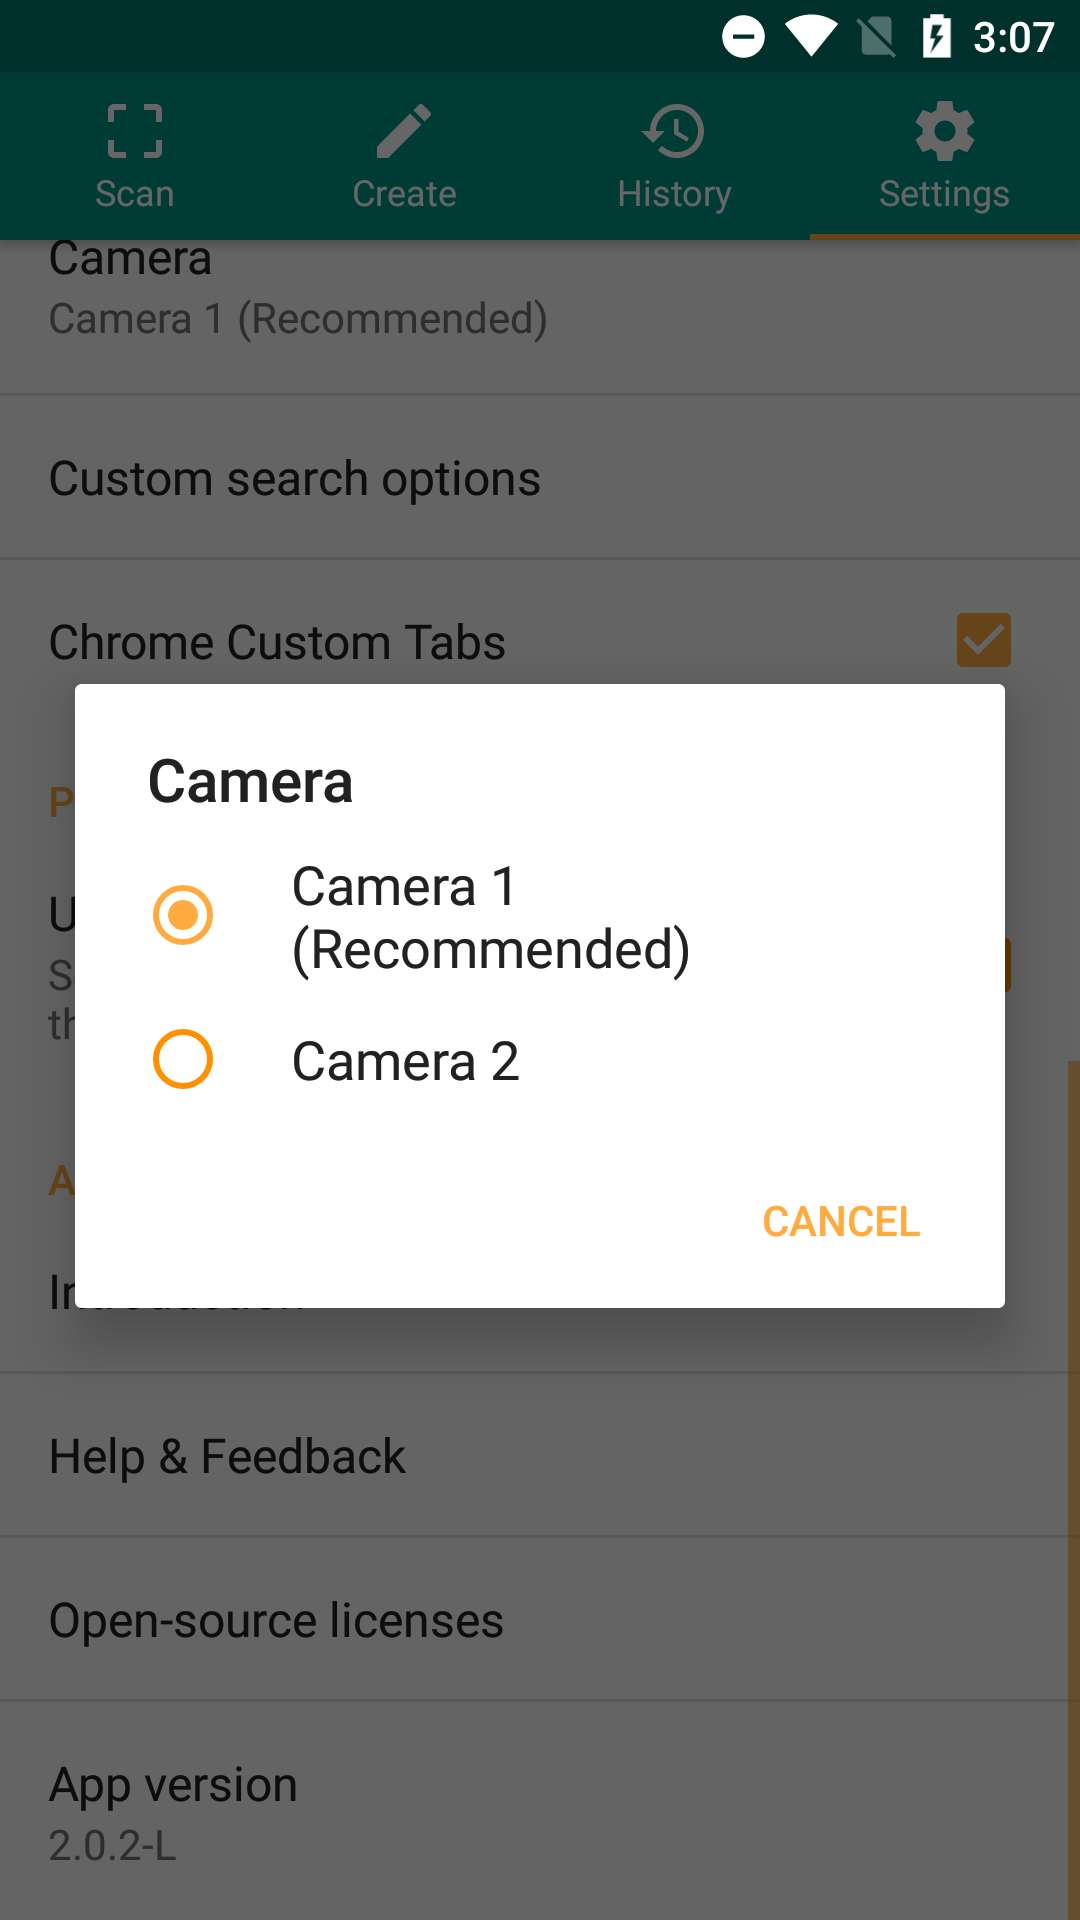 3:07
Scan
Create
History
Settings
Camera
Camera 1 (Recommended)
Custom search options
Chrome Custom Tabs
Camera
Camera 1
(Recommended)
Camera 2
CANCEL
Help & Feedback
Open-source licenses
App version
2.0.2-L